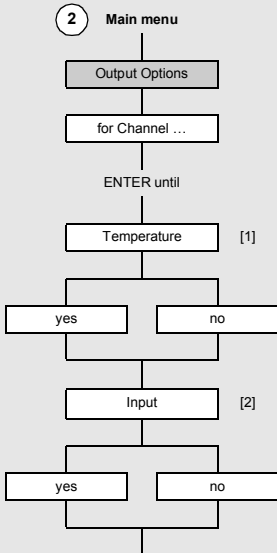 2 Main menu
Output Options
for Channel …
ENTER until
Temperature [1]
yes no
Input [2]
yes no